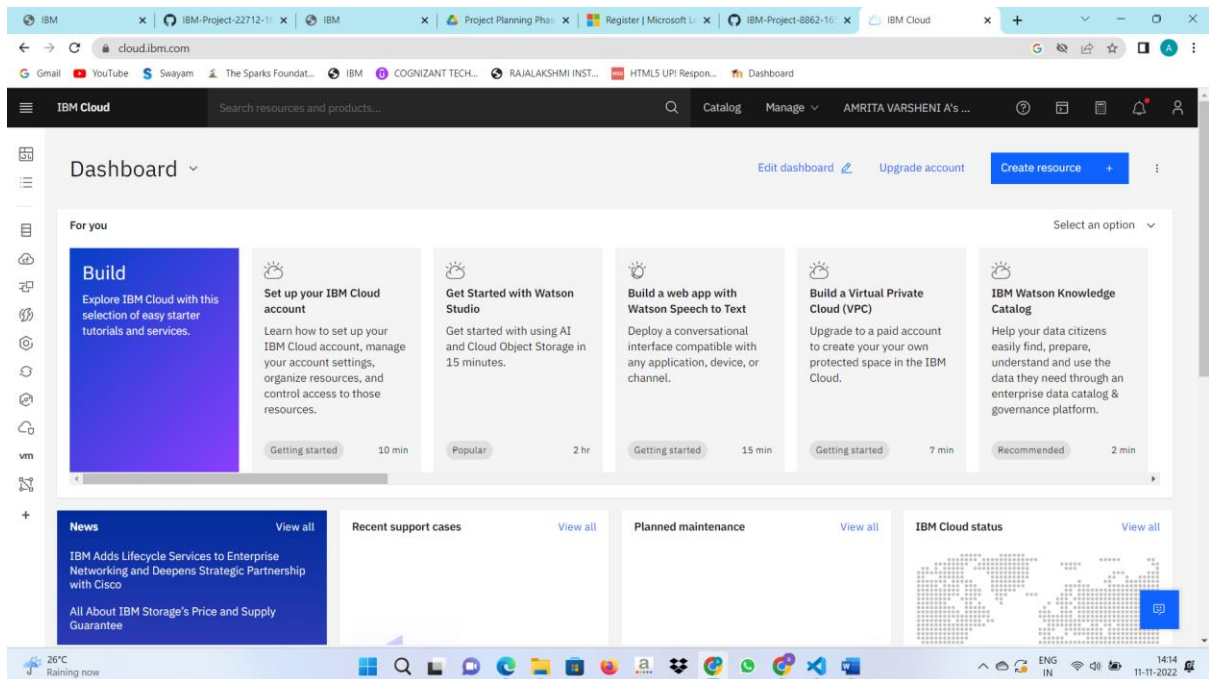 IBM
IBM-Project-22712-1
IBM
Project Planning Phas
Register | Microsoft L
IBM-Project-8862-16
IBM Cloud
cloud.ibm.com
Gmail
YouTube
Swayam
The Sparks Foundat...
IBM
COGNIZANT TECH...
RAJALAKSHMI INST...
HTML5 UP! Respon...
Dashboard
IBM Cloud
Search resources and products...
Catalog
Manage
AMRITA VARSHENI A's ...
Dashboard
Edit dashboard
Upgrade account
Create resource +
For you
Select an option
Build
Explore IBM Cloud with this
selection of easy starter
tutorials and services.
Set up your IBM Cloud
account
Learn how to set up your
IBM Cloud account, manage
your account settings,
organize resources, and
control access to those
resources.
Getting started
10 min
Get Started with Watson
Studio
Get started with using AI
and Cloud Object Storage in
15 minutes.
Popular
2 hr
Build a web app with
Watson Speech to Text
Deploy a conversational
interface compatible with
any application, device, or
channel.
Getting started
15 min
Build a Virtual Private
Cloud (VPC)
Upgrade to a paid account
to create your your own
protected space in the IBM
Cloud.
Getting started
7 min
IBM Watson Knowledge
Catalog
Help your data citizens
easily find, prepare,
understand and use the
data they need through an
enterprise data catalog &
governance platform.
Recommended
2 min
vm
News
View all
IBM Adds Lifecycle Services to Enterprise
Networking and Deepens Strategic Partnership
with Cisco
All About IBM Storage's Price and Supply
Guarantee
Recent support cases
View all
Planned maintenance
View all
IBM Cloud status
View all
26°C
Raining now
ENG
IN
14:14
11-11-2022